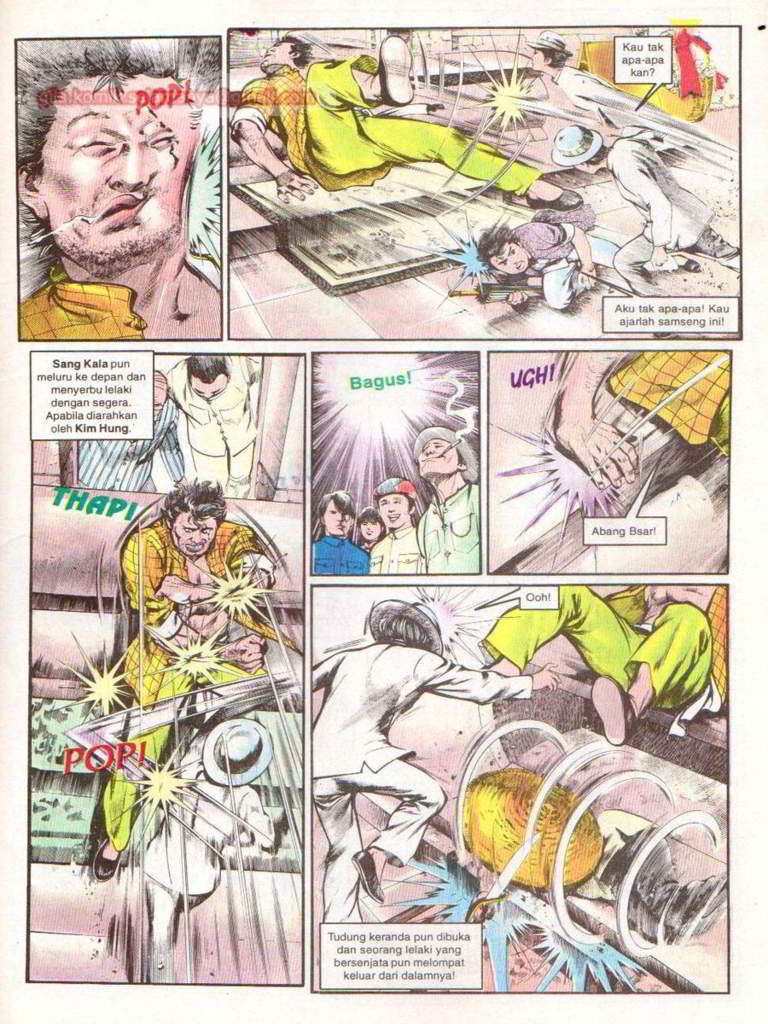 POP!
Kau tak
apa-apa
kan?
Aku tak apa-apa! Kau
ajarlah samseng ini!
Sang Kala pun
meluru ke depan dan
menyerbu lelaki
dengan segera.
Apabila diarahkan
oleh Kim Hung.
THAP!
POP!
Bagus!
UGH!
Abang Bsar!
Ooh!
Tudung keranda pun dibuka
dan seorang lelaki yang
bersenjata pun melompat
keluar dari dalamnya!